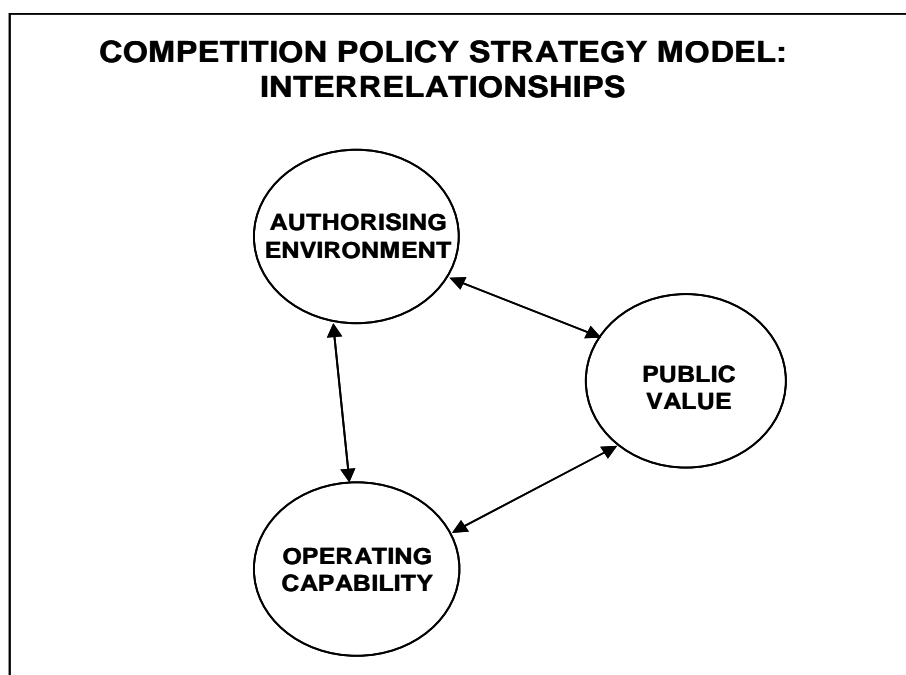 COMPETITION POLICY STRATEGY MODEL:
INTERRELATIONSHIPS
AUTHORISING
ENVIRONMENT
PUBLIC
VALUE
OPERATING
CAPABILITY